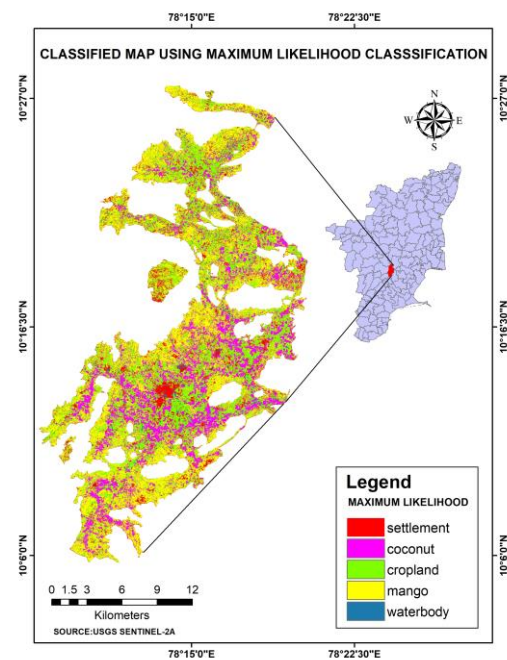 78°15'0"E 78°22'30"E
CLASSIFIED MAP USING MAXIMUM LIKELIHOOD CLASSSIFICATION
10°27'0"N 10°27'0"N
N
W E
S
10°16'30"N 10°16'30"N
Legend
MAXIMUM LIKELIHOOD
settlement
coconut
cropland
mango
waterbody
10°6'0"N 10°6'0"N
0 1.5 3 6 9 12
Kilometers
SOURCE:USGS SENTINEL-2A
78°15'0"E 78°22'30"E